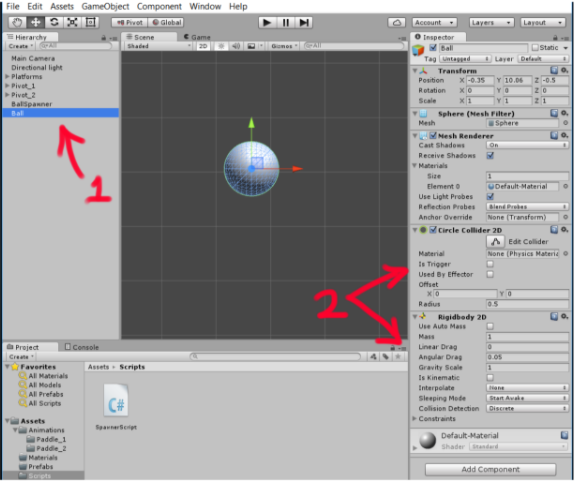 File Edit Assets GameObject Component Window Help
Pivot Global Account Layers Layout
Hierarchy
Create All
Main Camera
Directional light
Platforms
Pivot_1
Pivot_2
BallSpawner
Ball
1
Scene Game
Shaded 2D Gizmos All
Inspector
Ball Static
Tag Untagged Layer Default
Transform
Position X -0.35 Y 10.06 Z -0.5
Rotation X 0 Y 0 Z 0
Scale X 1 Y 1 Z 1
Sphere (Mesh Filter)
Mesh Sphere
Mesh Renderer
Cast Shadows On
Receive Shadows
Materials
Size 1
Element 0 Default-Material
Use Light Probes
Reflection Probes Blend Probes
Anchor Override None (Transform)
Circle Collider 2D
Edit Collider
Material None (Physics Materia
Is Trigger
Used By Effector
Offset
X 0 Y 0
Radius 0.5
2
Rigidbody 2D
Use Auto Mass
Mass 1
Linear Drag 0
Angular Drag 0.05
Gravity Scale 1
Is Kinematic
Interpolate None
Sleeping Mode Start Awake
Collision Detection Discrete
Constraints
Default-Material
Shader Standard
Add Component
Project Console
Create
Favorites
All Materials
All Models
All Prefabs
All Scripts
Assets
Animations
Paddle_1
Paddle_2
Materials
Prefabs
Scripts
Assets Scripts
C#
SpawnerScript